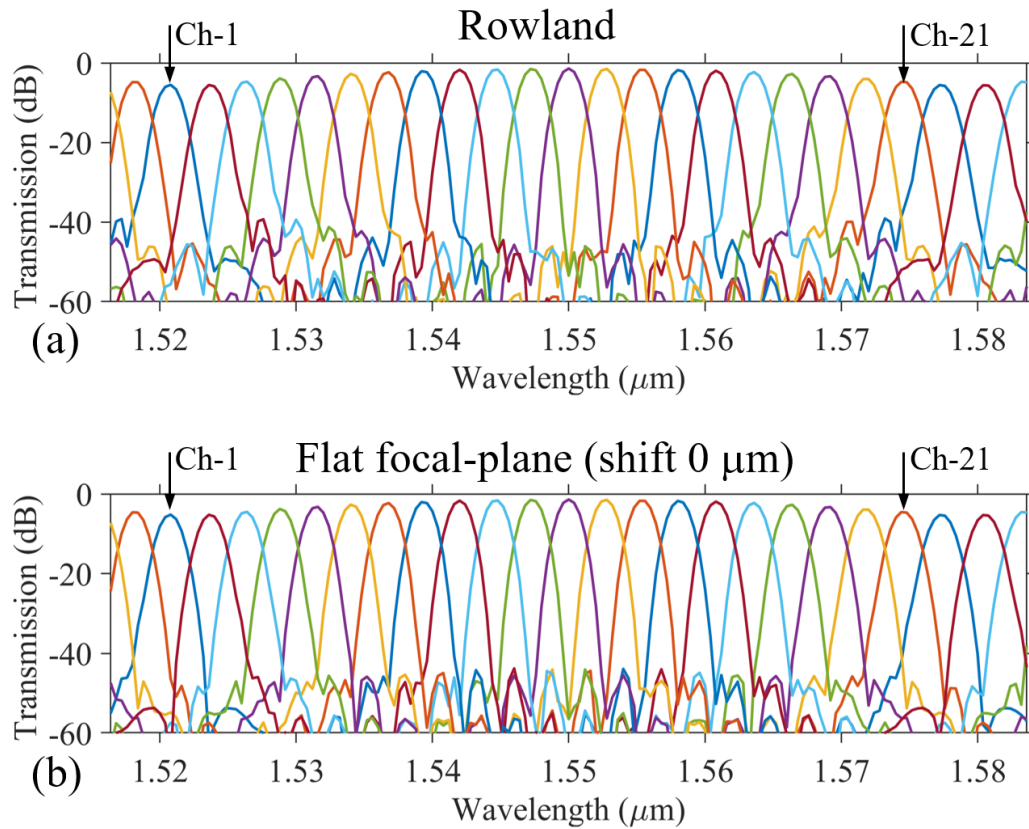 Rowland
Ch-1
Ch-21
Transmission (dB)
0
-20
-40
-60
1.52
1.53
1.54
1.55
1.56
1.57
1.58
(a)
Wavelength (μm)
Flat focal-plane (shift 0 μm)
Ch-1
Ch-21
Transmission (dB)
0
-20
-40
-60
1.52
1.53
1.54
1.55
1.56
1.57
1.58
(b)
Wavelength (μm)